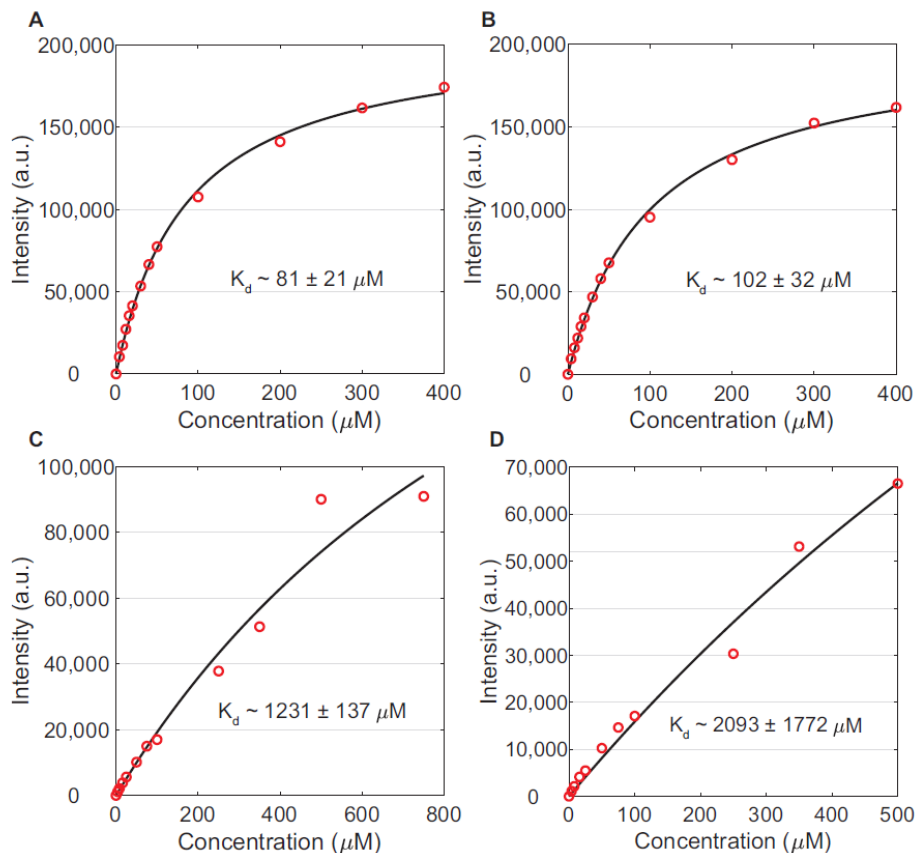 A
200,000
150,000
100,000
50,000
0
Intensity (a.u.)
K_d ~ 81 ± 21 μM
0 100 200 300 400
Concentration (μM)
B
200,000
150,000
100,000
50,000
0
Intensity (a.u.)
K_d ~ 102 ± 32 μM
0 100 200 300 400
Concentration (μM)
C
100,000
80,000
60,000
40,000
20,000
0
Intensity (a.u.)
K_d ~ 1231 ± 137 μM
0 200 400 600 800
Concentration (μM)
D
70,000
60,000
50,000
40,000
30,000
20,000
10,000
0
Intensity (a.u.)
K_d ~ 2093 ± 1772 μM
0 100 200 300 400 500
Concentration (μM)